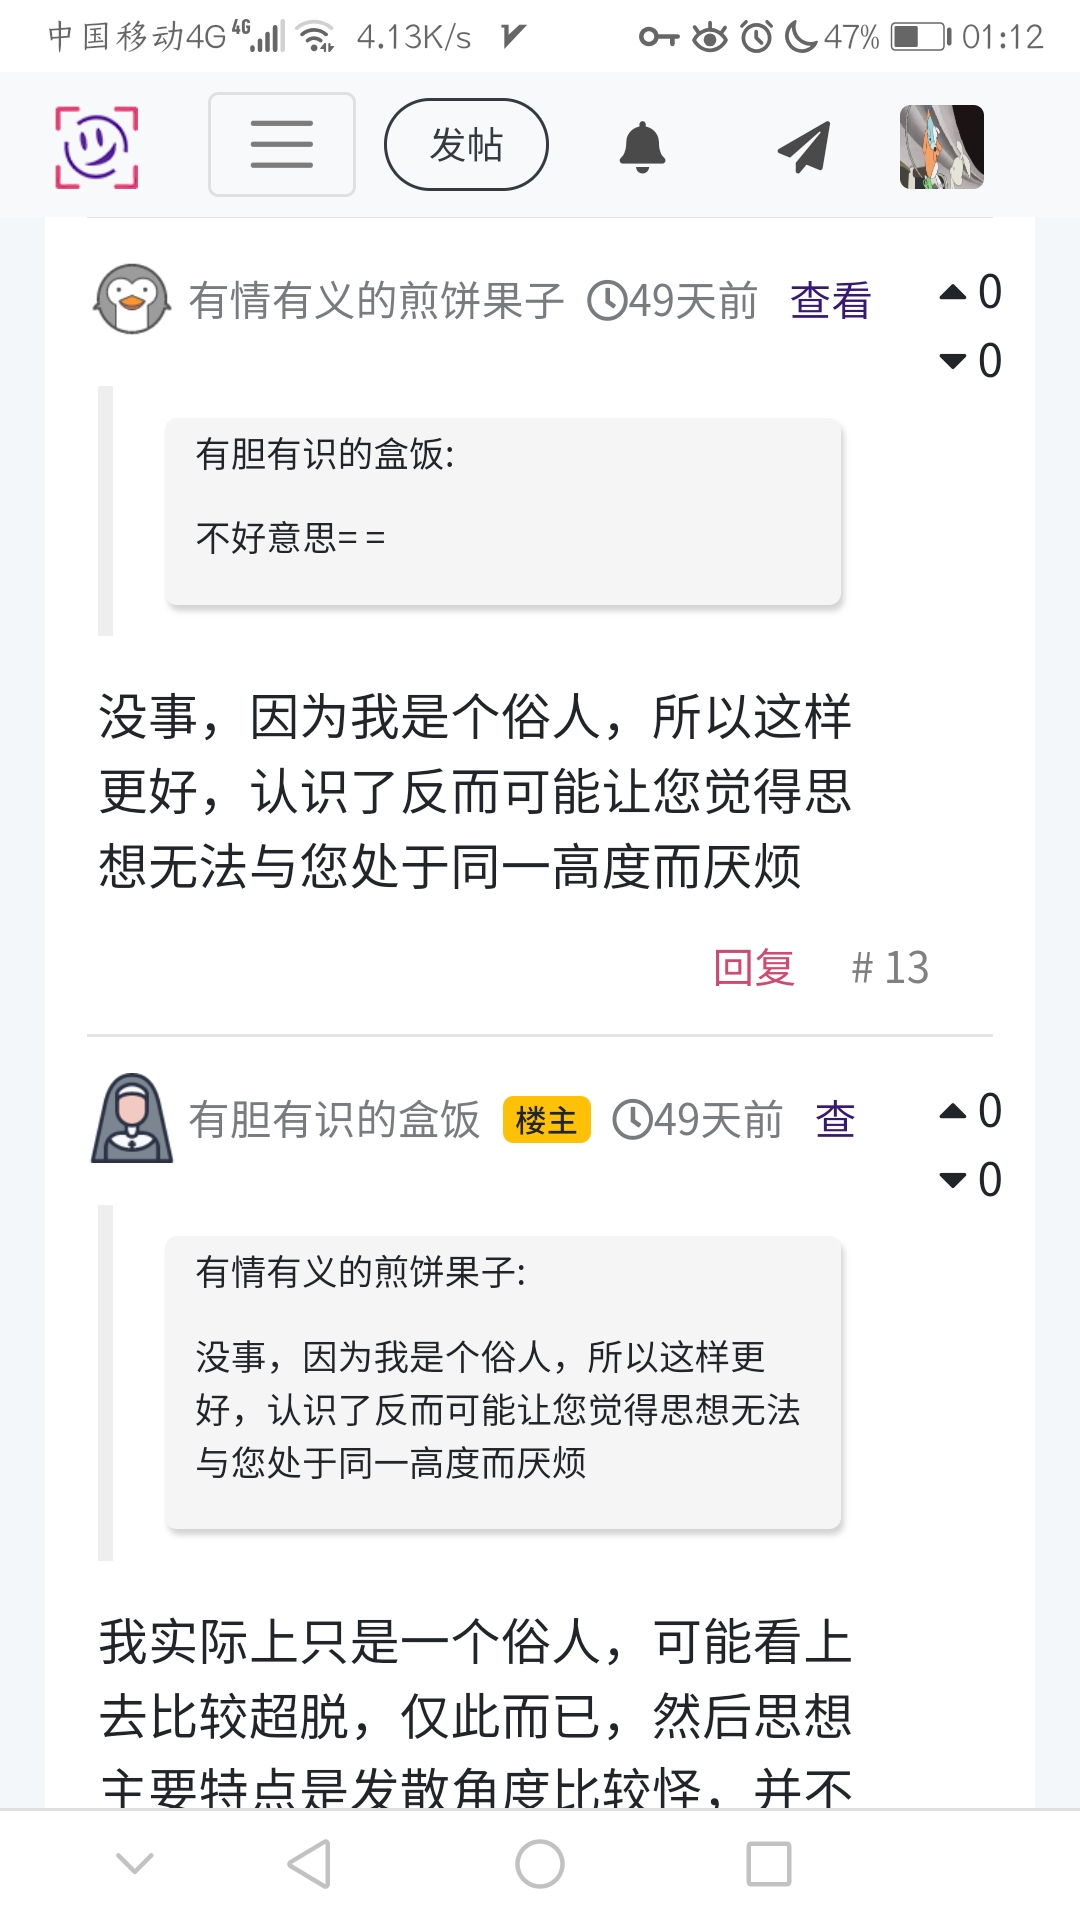 中国移动4G 4G 4.13K/s 47% 01:12
发帖
有情有义的煎饼果子 49天前 查看 0
0
有胆有识的盒饭:
不好意思= =
没事，因为我是个俗人，所以这样
更好，认识了反而可能让您觉得思
想无法与您处于同一高度而厌烦
回复 # 13
有胆有识的盒饭 楼主 49天前 查 0
0
有情有义的煎饼果子:
没事，因为我是个俗人，所以这样更
好，认识了反而可能让您觉得思想无法
与您处于同一高度而厌烦
我实际上只是一个俗人，可能看上
去比较超脱，仅此而已，然后思想
主要特点是发散角度比较怪，并不